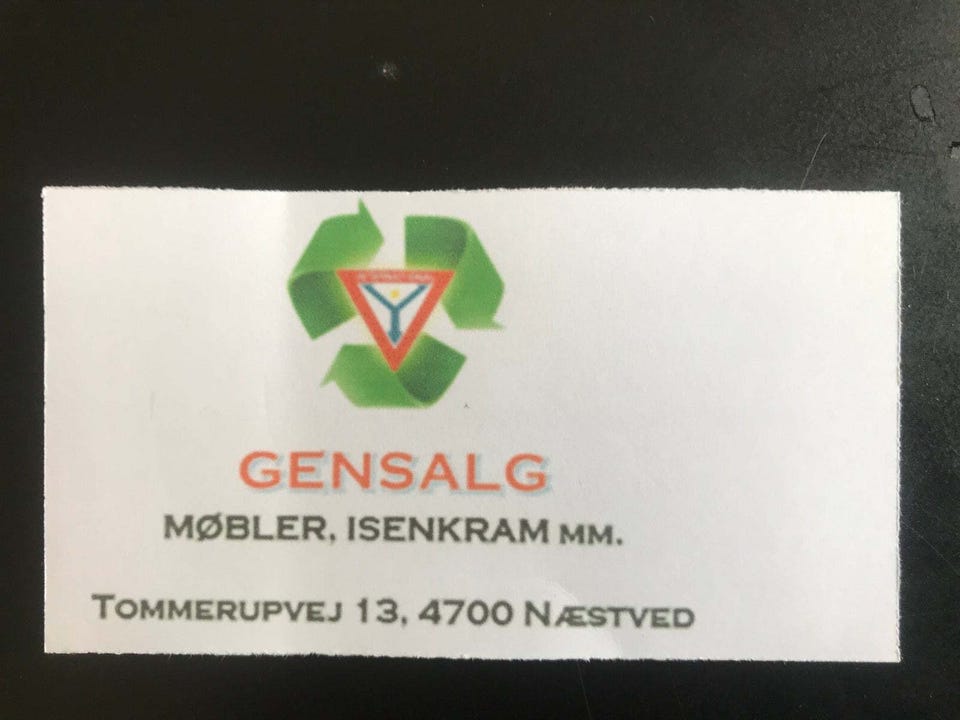 GENSALG
MØBLER, ISENKRAM MM.
TOMMERUPVEJ 13, 4700 NÆSTVED